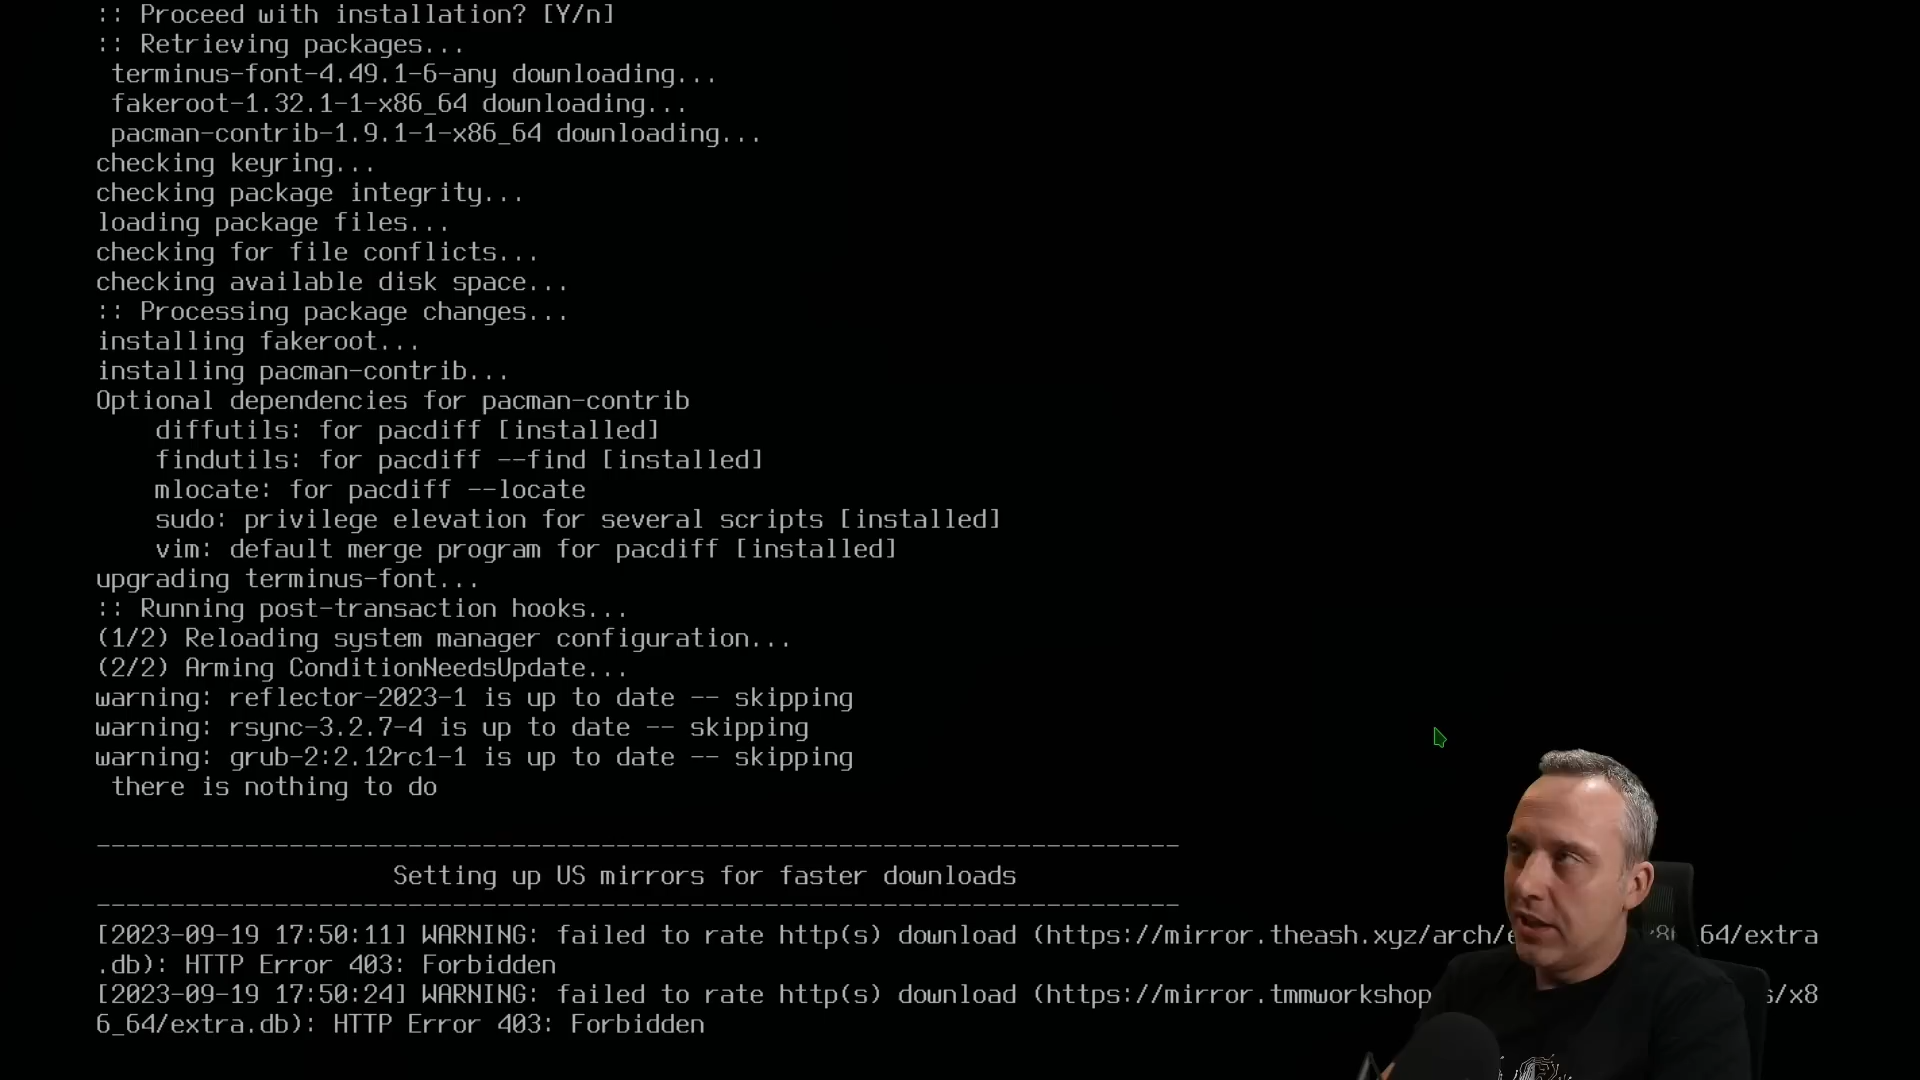 :: Proceed with installation? [Y/n]
:: Retrieving packages...
 terminus-font-4.49.1-6-any downloading...
 fakeroot-1.32.1-1-x86_64 downloading...
 pacman-contrib-1.9.1-1-x86_64 downloading...
checking keyring...
checking package integrity...
loading package files...
checking for file conflicts...
checking available disk space...
:: Processing package changes...
installing fakeroot...
installing pacman-contrib...
Optional dependencies for pacman-contrib
    diffutils: for pacdiff [installed]
    findutils: for pacdiff --find [installed]
    mlocate: for pacdiff --locate
    sudo: privilege elevation for several scripts [installed]
    vim: default merge program for pacdiff [installed]
upgrading terminus-font...
:: Running post-transaction hooks...
(1/2) Reloading system manager configuration...
(2/2) Arming ConditionNeedsUpdate...
warning: reflector-2023-1 is up to date -- skipping
warning: rsync-3.2.7-4 is up to date -- skipping
warning: grub-2:2.12rc1-1 is up to date -- skipping
 there is nothing to do
-------------------------------------------------------------------------
                    Setting up US mirrors for faster downloads
-------------------------------------------------------------------------
[2023-09-19 17:50:11] WARNING: failed to rate http(s) download (https://mirror.theash.xyz/arch/ 64/extra
.db): HTTP Error 403: Forbidden
[2023-09-19 17:50:24] WARNING: failed to rate http(s) download (https://mirror.tmmworkshop /x8
6_64/extra.db): HTTP Error 403: Forbidden